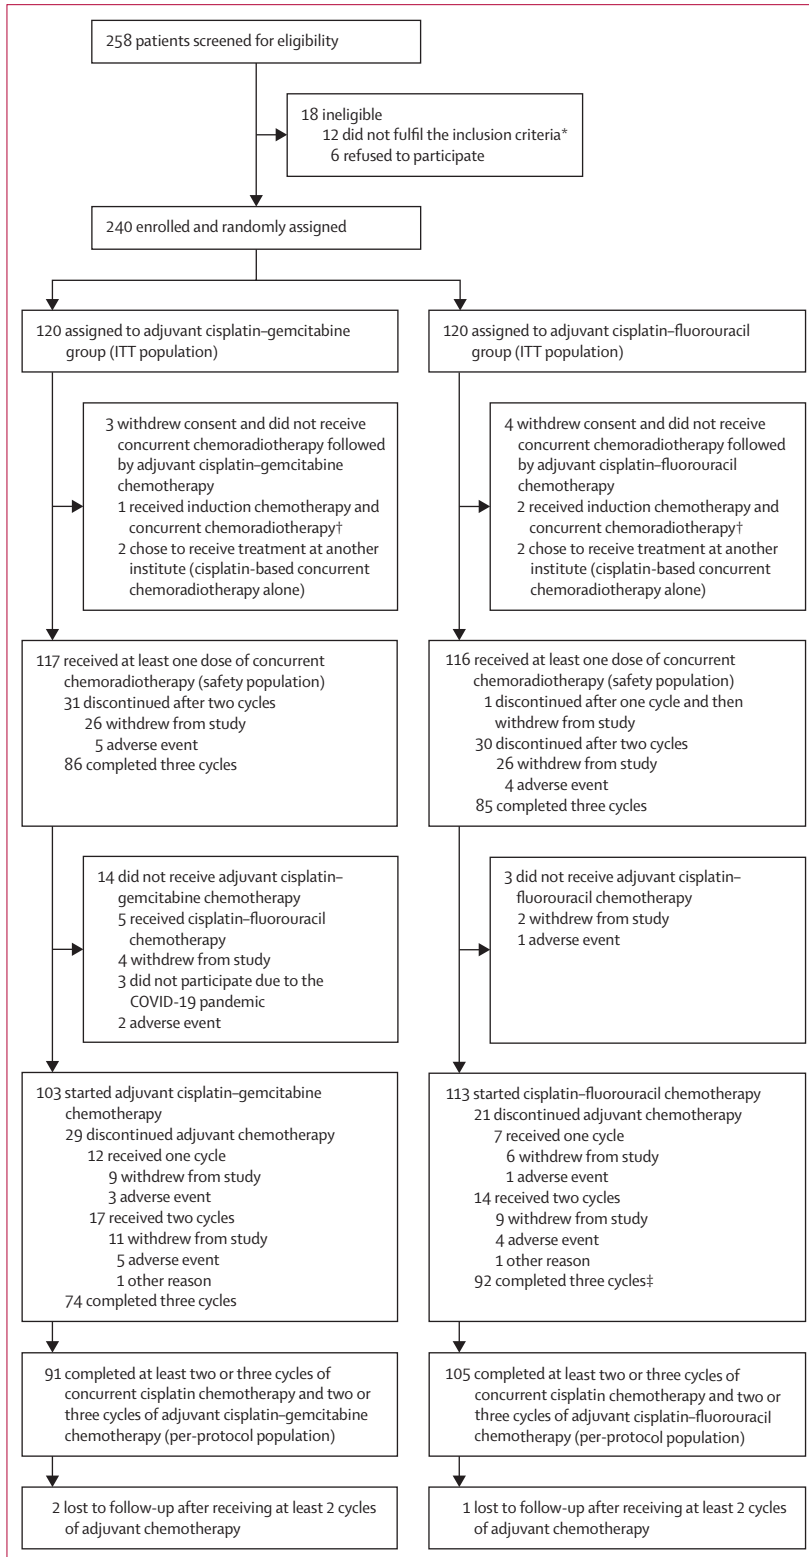 258 patients screened for eligibility
18 ineligible
12 did not fulfil the inclusion criteria*
6 refused to participate
240 enrolled and randomly assigned
120 assigned to adjuvant cisplatin–gemcitabine
group (ITT population)
120 assigned to adjuvant cisplatin–fluorouracil
group (ITT population)
3 withdrew consent and did not receive
concurrent chemoradiotherapy followed
by adjuvant cisplatin–gemcitabine
chemotherapy
1 received induction chemotherapy and
concurrent chemoradiotherapy†
2 chose to receive treatment at another
institute (cisplatin-based concurrent
chemoradiotherapy alone)
4 withdrew consent and did not receive
concurrent chemoradiotherapy followed
by adjuvant cisplatin–fluorouracil
chemotherapy
2 received induction chemotherapy and
concurrent chemoradiotherapy†
2 chose to receive treatment at another
institute (cisplatin-based concurrent
chemoradiotherapy alone)
117 received at least one dose of concurrent
chemoradiotherapy (safety population)
31 discontinued after two cycles
26 withdrew from study
5 adverse event
86 completed three cycles
116 received at least one dose of concurrent
chemoradiotherapy (safety population)
1 discontinued after one cycle and then
withdrew from study
30 discontinued after two cycles
26 withdrew from study
4 adverse event
85 completed three cycles
14 did not receive adjuvant cisplatin–
gemcitabine chemotherapy
5 received cisplatin–fluorouracil
chemotherapy
4 withdrew from study
3 did not participate due to the
COVID-19 pandemic
2 adverse event
3 did not receive adjuvant cisplatin–
fluorouracil chemotherapy
2 withdrew from study
1 adverse event
103 started adjuvant cisplatin–gemcitabine
chemotherapy
29 discontinued adjuvant chemotherapy
12 received one cycle
9 withdrew from study
3 adverse event
17 received two cycles
11 withdrew from study
5 adverse event
1 other reason
74 completed three cycles
113 started cisplatin–fluorouracil chemotherapy
21 discontinued adjuvant chemotherapy
7 received one cycle
6 withdrew from study
1 adverse event
14 received two cycles
9 withdrew from study
4 adverse event
1 other reason
92 completed three cycles‡
91 completed at least two or three cycles of
concurrent cisplatin chemotherapy and two or
three cycles of adjuvant cisplatin–gemcitabine
chemotherapy (per-protocol population)
105 completed at least two or three cycles of
concurrent cisplatin chemotherapy and two or
three cycles of adjuvant cisplatin–fluorouracil
chemotherapy (per-protocol population)
2 lost to follow-up after receiving at least 2 cycles
of adjuvant chemotherapy
1 lost to follow-up after receiving at least 2 cycles
of adjuvant chemotherapy